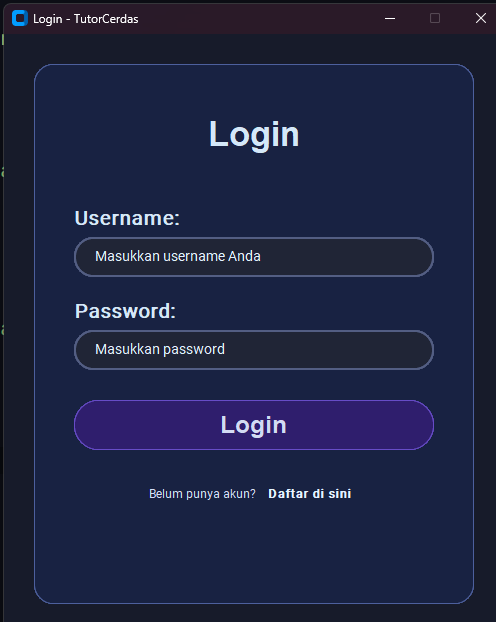 Login - TutorCerdas
Login
Username:
Masukkan username Anda
Password:
Masukkan password
Login
Belum punya akun? Daftar di sini